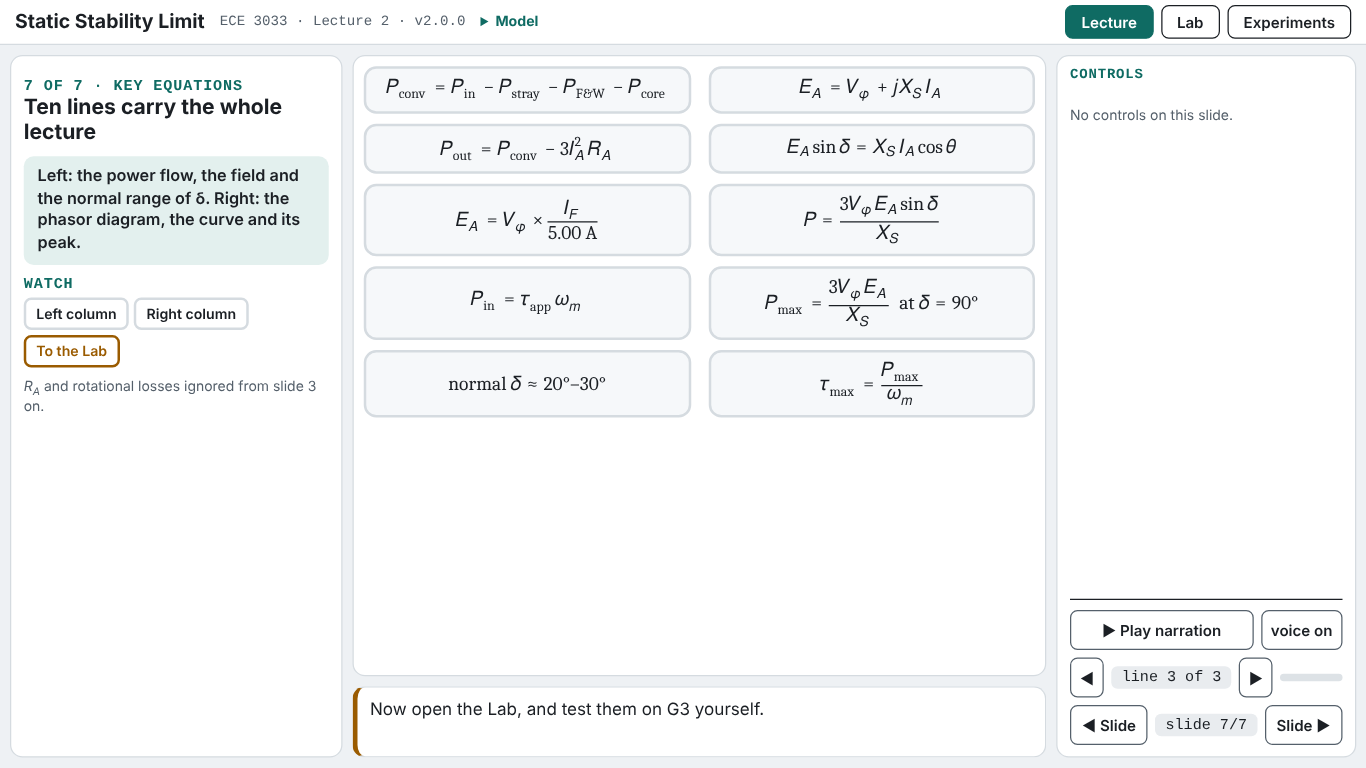 Static Stability Limit ECE 3033 · Lecture 2 · v2.0.0 ▶ Model Lecture Lab Experiments
7 OF 7 · KEY EQUATIONS
Ten lines carry the whole
lecture
Left: the power flow, the field and
the normal range of δ. Right: the
phasor diagram, the curve and its
peak.
WATCH
Left column Right column
To the Lab
R_A and rotational losses ignored from slide 3
on.
P_conv = P_in − P_stray − P_F&W − P_core
E_A = V_φ + jX_S I_A
P_out = P_conv − 3I_A^2 R_A
E_A sin δ = X_S I_A cos θ
E_A = V_φ × I_F / 5.00 A
P = 3V_φ E_A sin δ / X_S
P_in = τ_app ω_m
P_max = 3V_φ E_A / X_S at δ = 90°
normal δ ≈ 20°–30°
τ_max = P_max / ω_m
Now open the Lab, and test them on G3 yourself.
CONTROLS
No controls on this slide.
▶ Play narration voice on
◀ line 3 of 3 ▶
◀ Slide slide 7/7 Slide ▶